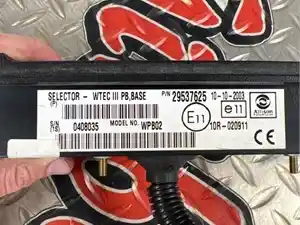 SELECTOR - WTEC III PB,BASE P/N 29537625 10-10-2003
(P)
E11 e11 Allison
S/N 0408035 MODEL NO. WPB02 10R-020911
(1S)
CE